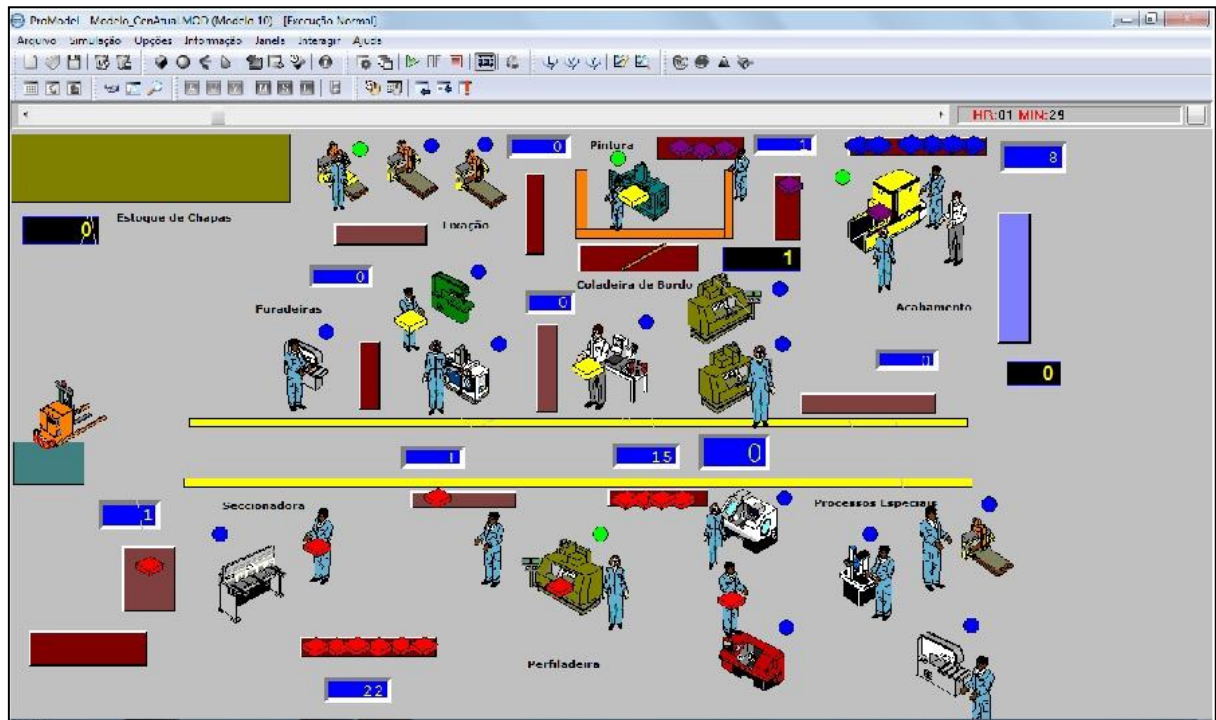 ProModel - Modelo_CenAtual.MOD (Modelo 10) - [Execução Normal]
Arquivo Simulação Opções Informação Janela Interagir Ajuda
HR:01 MIN:29
0
Pintura
1
8
Estoque de Chapas
0
Lixação
1
0
Coladeira de Bordo
Furadeiras
0
Acabamento
0
0
1
15
0
1
Seccionadora
Processos Especiais
Perfiladeira
22